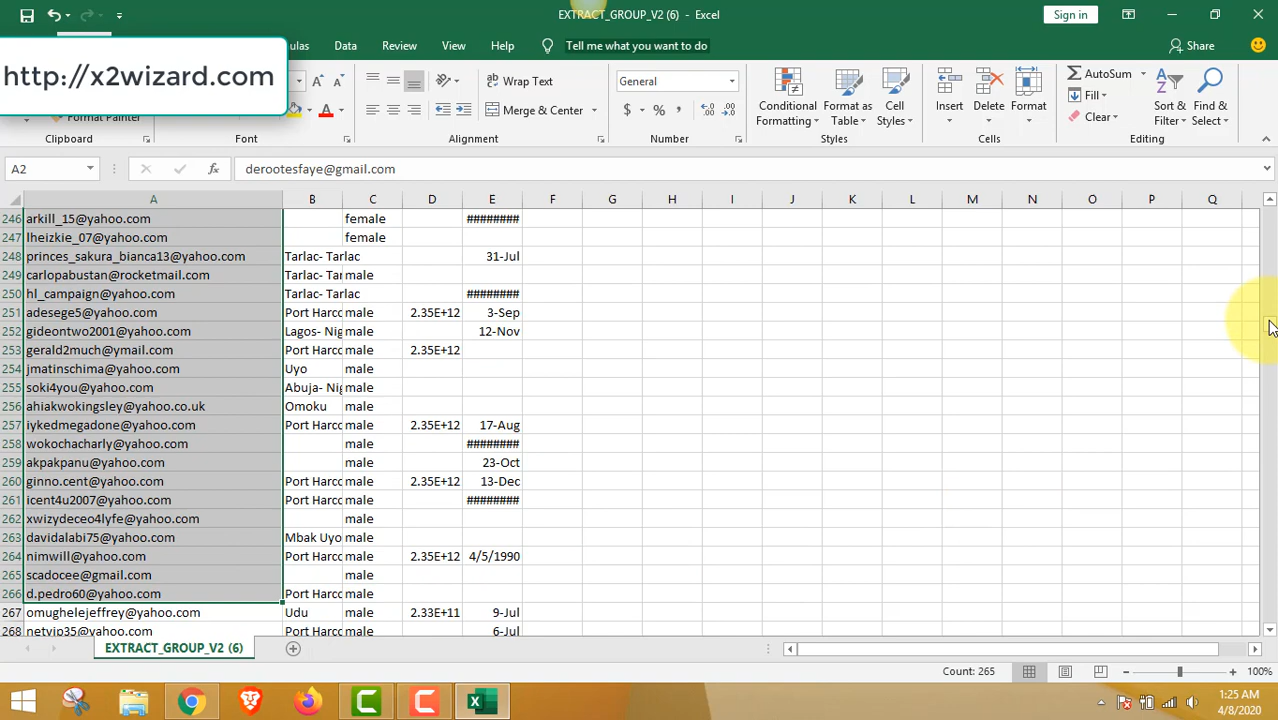 EXTRACT_GROUP_V2 (6) - Excel
Sign in
Data Review View Help Tell me what you want to do Share
http://x2wizard.com
Wrap Text
Merge & Center
General
$ % ,
Conditional Formatting
Format as Table
Cell Styles
Insert
Delete
Format
AutoSum
Fill
Clear
Sort & Filter
Find & Select
Clipboard Font Alignment Number Styles Cells Editing
A2 fx derootesfaye@gmail.com
A B C D E F G H I J K L M N O P Q
246 arkill_15@yahoo.com female ########
247 lheizkie_07@yahoo.com female
248 princes_sakura_bianca13@yahoo.com Tarlac- Tarlac 31-Jul
249 carlopabustan@rocketmail.com Tarlac- Tar male
250 hl_campaign@yahoo.com Tarlac- Tarlac ########
251 adesege5@yahoo.com Port Harco male 2.35E+12 3-Sep
252 gideontwo2001@yahoo.com Lagos- Nig male 12-Nov
253 gerald2much@ymail.com Port Harco male 2.35E+12
254 jmatinschima@yahoo.com Uyo male
255 soki4you@yahoo.com Abuja- Nig male
256 ahiakwokingsley@yahoo.co.uk Omoku male
257 iykedmegadone@yahoo.com Port Harco male 2.35E+12 17-Aug
258 wokochacharly@yahoo.com male ########
259 akpakpanu@yahoo.com male 23-Oct
260 ginno.cent@yahoo.com Port Harco male 2.35E+12 13-Dec
261 icent4u2007@yahoo.com male ########
262 xwizydeceo4lyfe@yahoo.com male
263 davidalabi75@yahoo.com Mbak Uyo male
264 nimwill@yahoo.com Port Harco male 2.35E+12 4/5/1990
265 scadocee@gmail.com male
266 d.pedro60@yahoo.com Port Harco male
267 omughelejeffrey@yahoo.com Udu male 2.33E+11 9-Jul
268 netvip35@yahoo.com Port Harco male 6-Jul
EXTRACT_GROUP_V2 (6)
Count: 265 100%
1:25 AM
4/8/2020